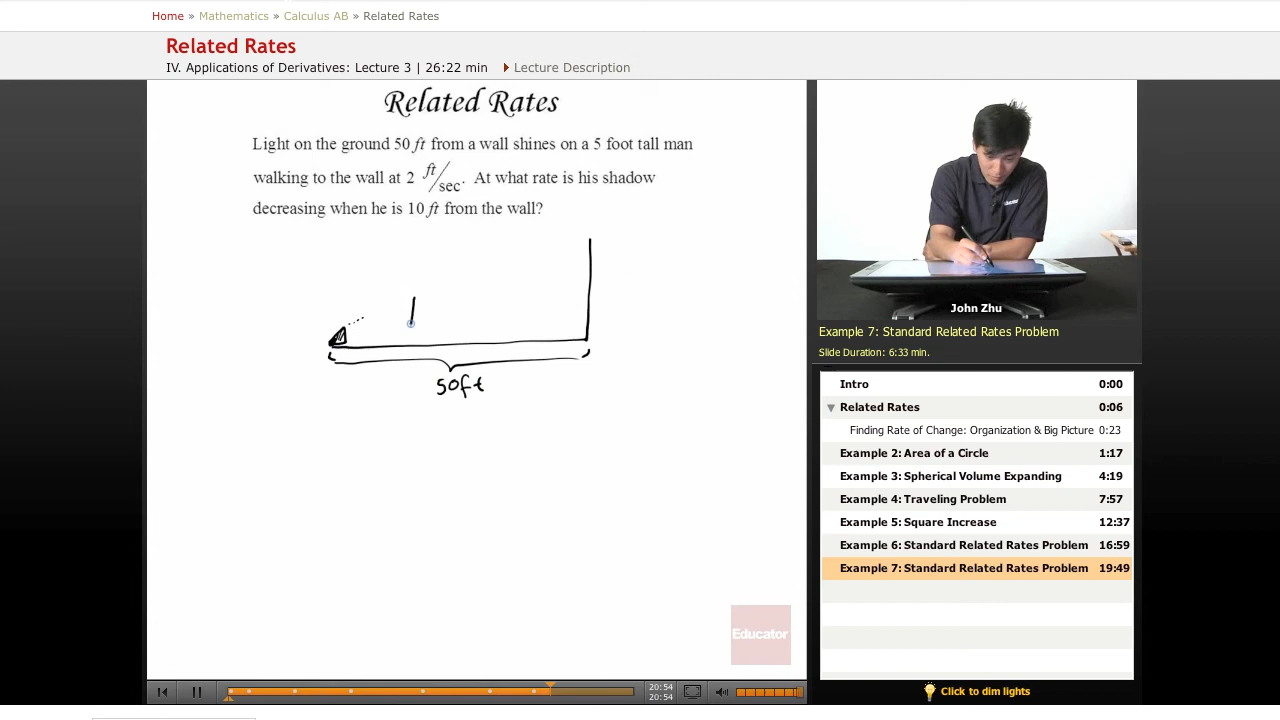 Home » Mathematics » Calculus AB » Related Rates
Related Rates
IV. Applications of Derivatives: Lecture 3 | 26:22 min Lecture Description
Related Rates
Light on the ground 50 ft from a wall shines on a 5 foot tall man
walking to the wall at 2 ft/sec. At what rate is his shadow
decreasing when he is 10 ft from the wall?
50ft
Educator
20:54
20:54
John Zhu
Example 7: Standard Related Rates Problem
Slide Duration: 6:33 min.
Intro 0:00
Related Rates 0:06
Finding Rate of Change: Organization & Big Picture 0:23
Example 2: Area of a Circle 1:17
Example 3: Spherical Volume Expanding 4:19
Example 4: Traveling Problem 7:57
Example 5: Square Increase 12:37
Example 6: Standard Related Rates Problem 16:59
Example 7: Standard Related Rates Problem 19:49
Click to dim lights